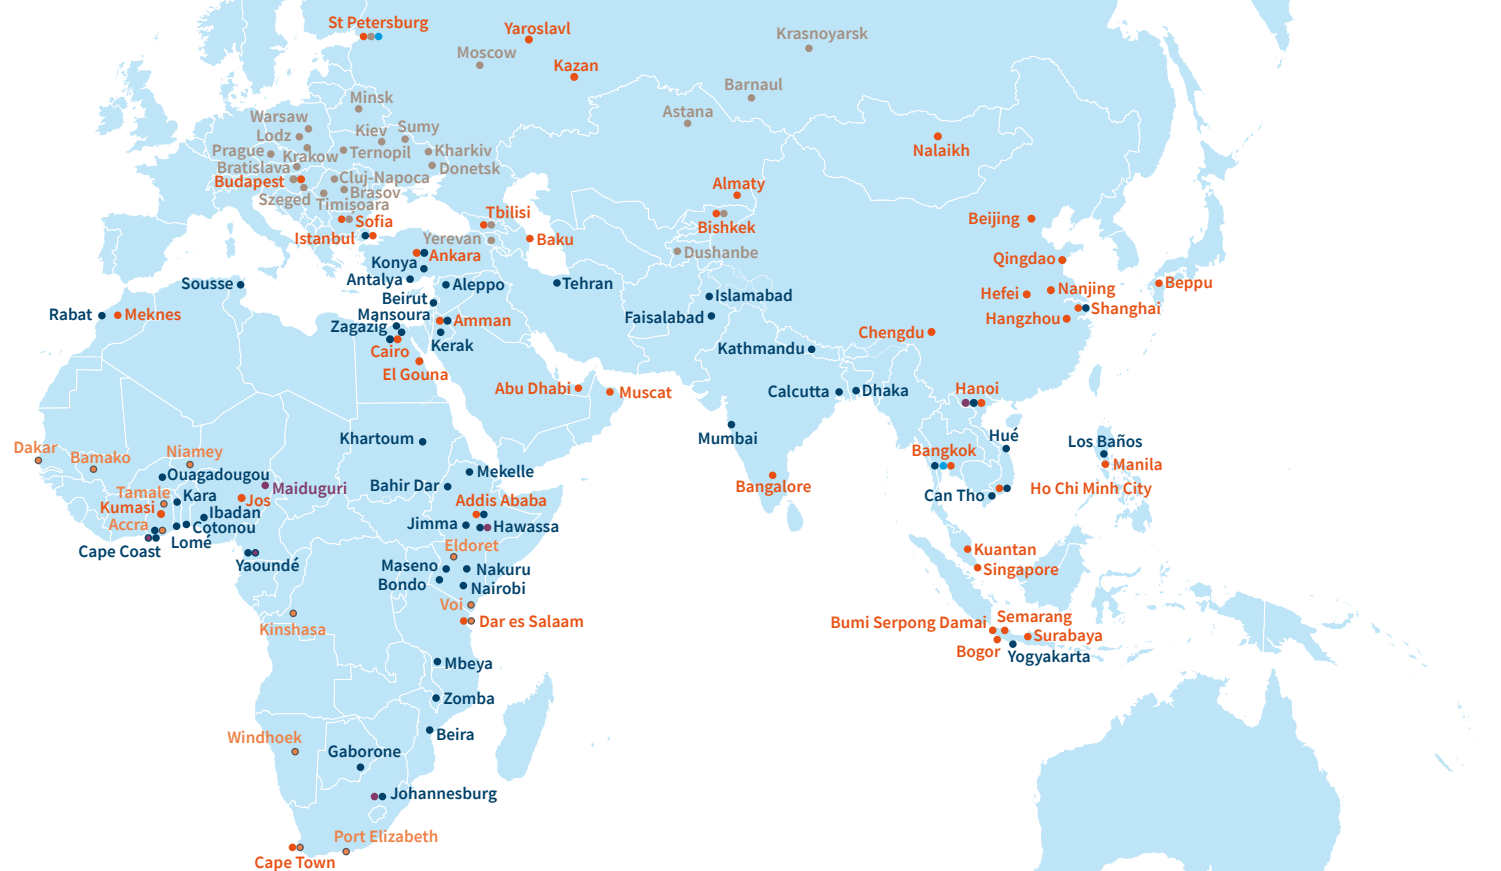 St Petersburg
Yaroslavl
Krasnoyarsk
Moscow
Kazan
Barnaul
Minsk
Astana
Warsaw
Kiev
Sumy
Lodz
Nalaikh
Prague
Krakow
Ternopil
Kharkiv
Bratislava
Donetsk
Budapest
Cluj-Napoca
Almaty
Szeged
Brasov
Timișoara
Tbilisi
Sofia
Bishkek
Beijing
Istanbul
Yerevan
Baku
Dushanbe
Ankara
Konya
Qingdao
Antalya
Sousse
Aleppo
Tehran
Beppu
Nanjing
Hefei
Islamabad
Beirut
Shanghai
Rabat
Meknes
Mansoura
Faisalabad
Hangzhou
Zagazig
Amman
Chengdu
Kerak
Kathmandu
Cairo
El Gouna
Abu Dhabi
Muscat
Calcutta
Dhaka
Hanoi
Khartoum
Mumbai
Hué
Los Baños
Dakar
Bamako
Niamey
Bangkok
Manila
Ouagadougou
Mekelle
Bahir Dar
Maiduguri
Bangalore
Ho Chi Minh City
Tamale
Kara
Jos
Can Tho
Kumasi
Addis Ababa
Ibadan
Accra
Cotonou
Jimma
Hawassa
Lomé
Cape Coast
Eldoret
Kuantan
Yaoundé
Maseno
Nakuru
Singapore
Bondo
Nairobi
Voi
Semarang
Dar es Salaam
Bumi Serpong Damai
Kinshasa
Surabaya
Bogor
Yogyakarta
Mbeya
Zomba
Windhoek
Beira
Gaborone
Johannesburg
Port Elizabeth
Cape Town